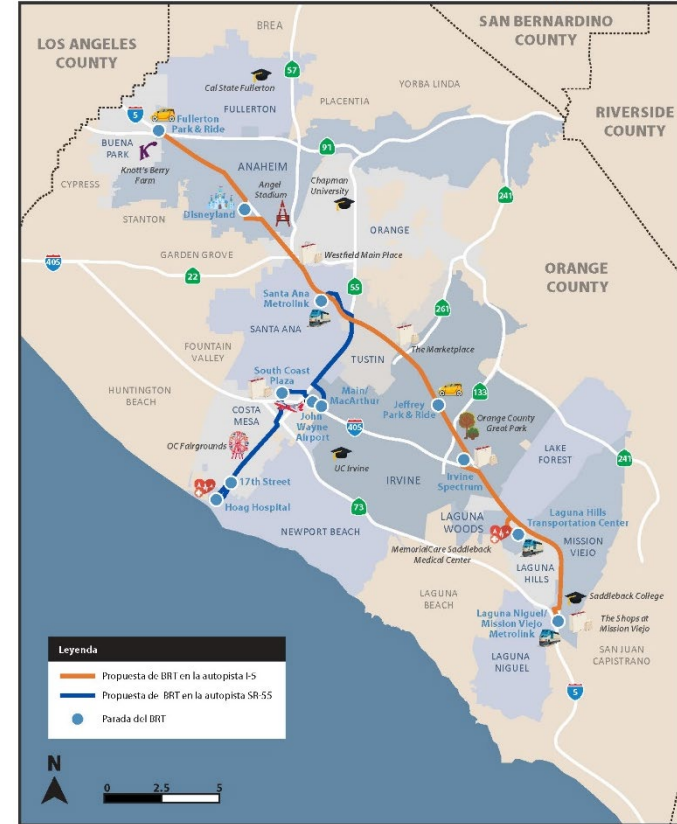 BREA
SAN BERNARDINO
COUNTY
LOS ANGELES
COUNTY
57
Cal State Fullerton
YORBA LINDA
FULLERTON
PLACENTIA
5
Fullerton
Park & Ride
RIVERSIDE
COUNTY
BUENA
PARK
91
Knott's Berry
Farm
ANAHEIM
CYPRESS
Angel
Stadium
Chapman
University
241
STANTON
Disneyland
ORANGE
GARDEN GROVE
Westfield Main Place
405
22
ORANGE
COUNTY
55
Santa Ana
Metrolink
261
SANTA ANA
FOUNTAIN
VALLEY
TUSTIN
The Marketplace
South Coast
Plaza
Main/
MacArthur
133
HUNTINGTON
BEACH
COSTA
MESA
John
Wayne
Airport
Jeffrey
Park & Ride
405
Orange County
Great Park
OC Fairgrounds
UC Irvine
LAKE
FOREST
241
IRVINE
Irvine
Spectrum
17th Street
Hoag Hospital
73
LAGUNA
WOODS
Laguna Hills
Transportation Center
NEWPORT BEACH
MISSION
VIEJO
MemorialCare Saddleback
Medical Center
LAGUNA
HILLS
LAGUNA
BEACH
Saddleback College
Laguna Niguel/
Mission Viejo
Metrolink
The Shops at
Mission Viejo
SAN JUAN
CAPISTRANO
LAGUNA
NIGUEL
5
Leyenda
Propuesta de BRT en la autopista I-5
Propuesta de BRT en la autopista SR-55
Parada del BRT
N
0 2.5 5